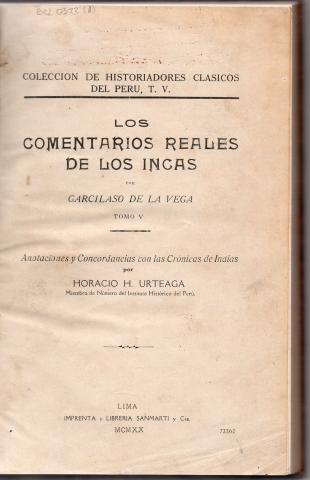 COLECCION DE HISTORIADORES CLASICOS
DEL PERU, T. V.
LOS
COMENTARIOS REALES
DE LOS INCAS
POR
GARCILASO DE LA VEGA
TOMO V
Anotaciones y Concordancias con las Crónicas de Indias
por
HORACIO H. URTEAGA
Miembro de Número del Instituto Histórico del Perú.
LIMA
IMPRENTA y LIBRERIA SANMARTI y Cía.
MCMXX